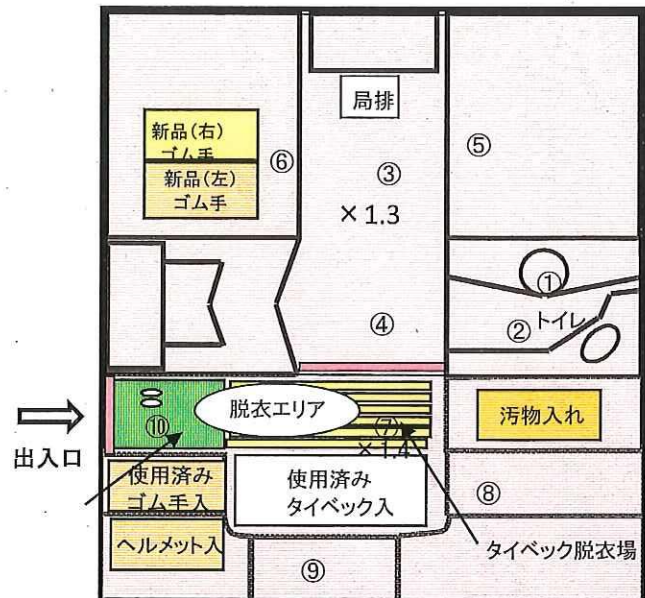 局排
新品(右)
ゴム手
新品(左)
ゴム手
⑥
③
⑤
×1.3
①
④
②
トイレ
出入口
⑩
脱衣エリア
⑦
×1.4
汚物入れ
使用済み
ゴム手入
使用済み
タイベック入
⑧
ヘルメット入
⑨
タイベック脱衣場